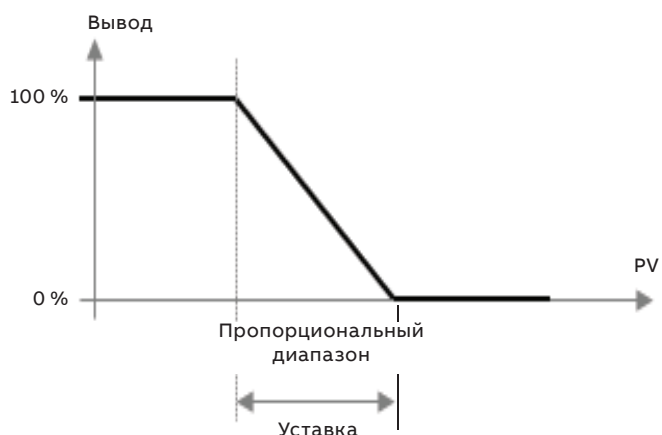 Вывод
100 %
PV
0 %
Пропорциональный
диапазон
Уставка